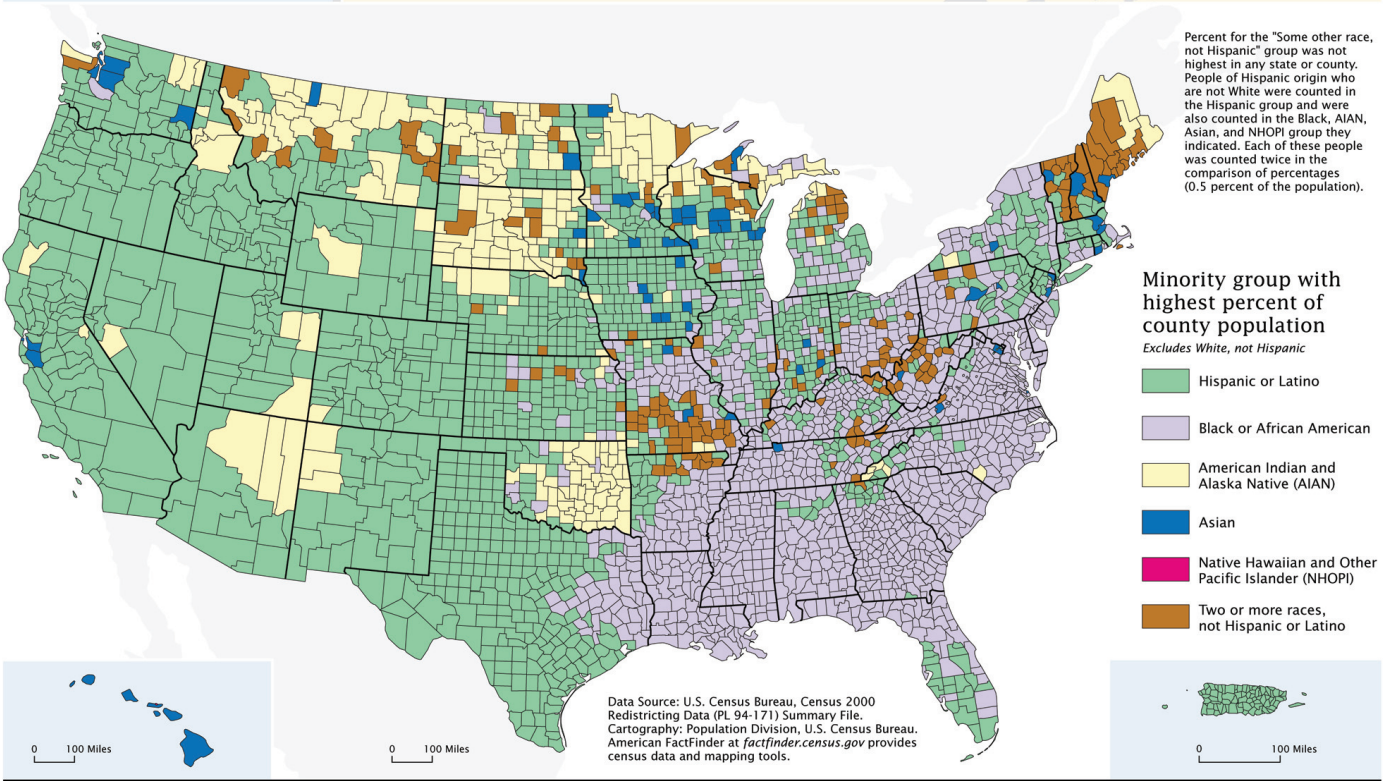 Percent for the "Some other race,
not Hispanic" group was not
highest in any state or county.
People of Hispanic origin who
are not White were counted in
the Hispanic group and were
also counted in the Black, AIAN,
Asian, and NHOPI group they
indicated. Each of these people
was counted twice in the
comparison of percentages
(0.5 percent of the population).
Minority group with
highest percent of
county population
Excludes White, not Hispanic
Hispanic or Latino
Black or African American
American Indian and
Alaska Native (AIAN)
Asian
Native Hawaiian and Other
Pacific Islander (NHOPI)
Two or more races,
not Hispanic or Latino
Data Source: U.S. Census Bureau, Census 2000
Redistricting Data (PL 94-171) Summary File.
Cartography: Population Division, U.S. Census Bureau.
American FactFinder at factfinder.census.gov provides
census data and mapping tools.
0 100 Miles
0 100 Miles
0 100 Miles